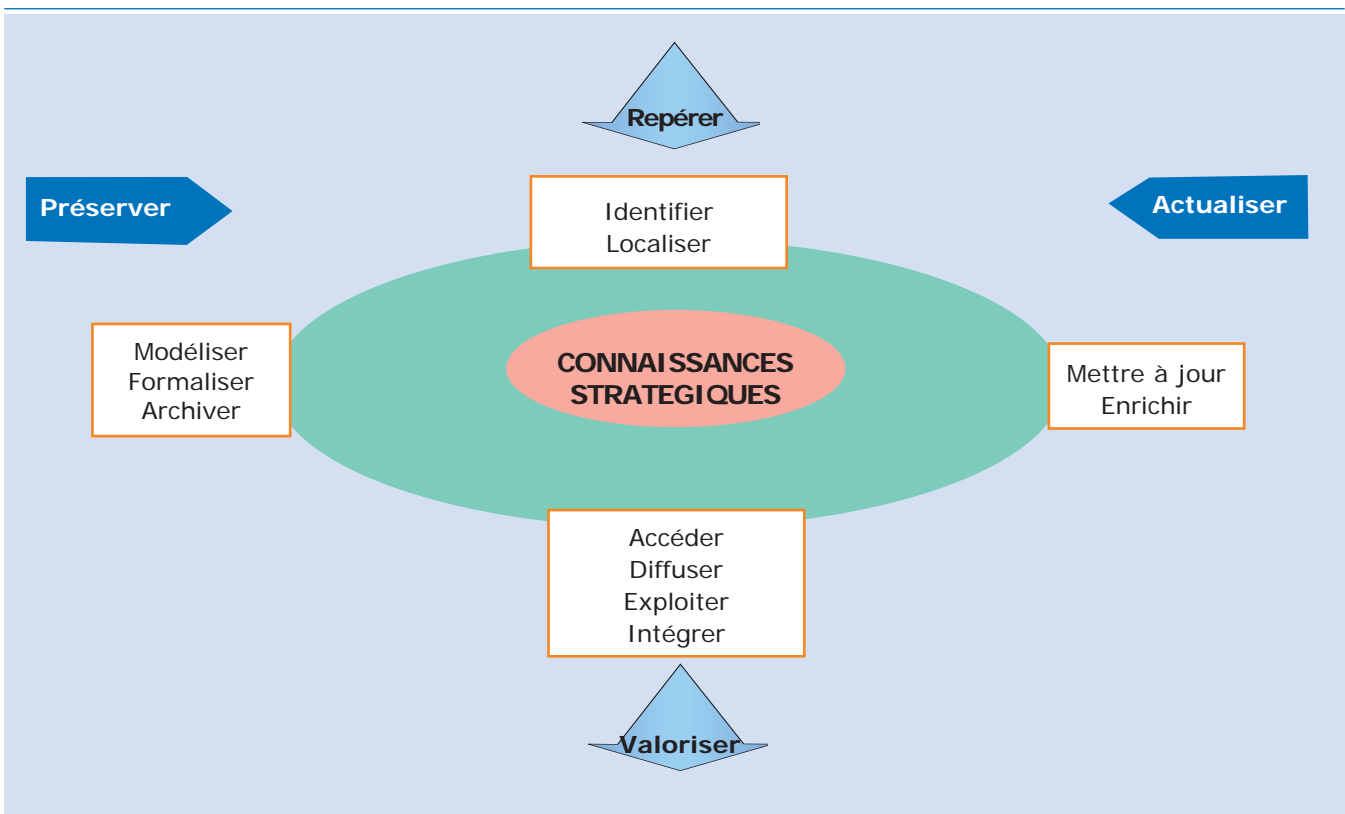 Repérer
Préserver
Identifier
Localiser
Actualiser
Modéliser
Formaliser
Archiver
CONNAISSANCES
STRATEGIQUES
Mettre à jour
Enrichir
Accéder
Diffuser
Exploiter
Intégrer
Valoriser